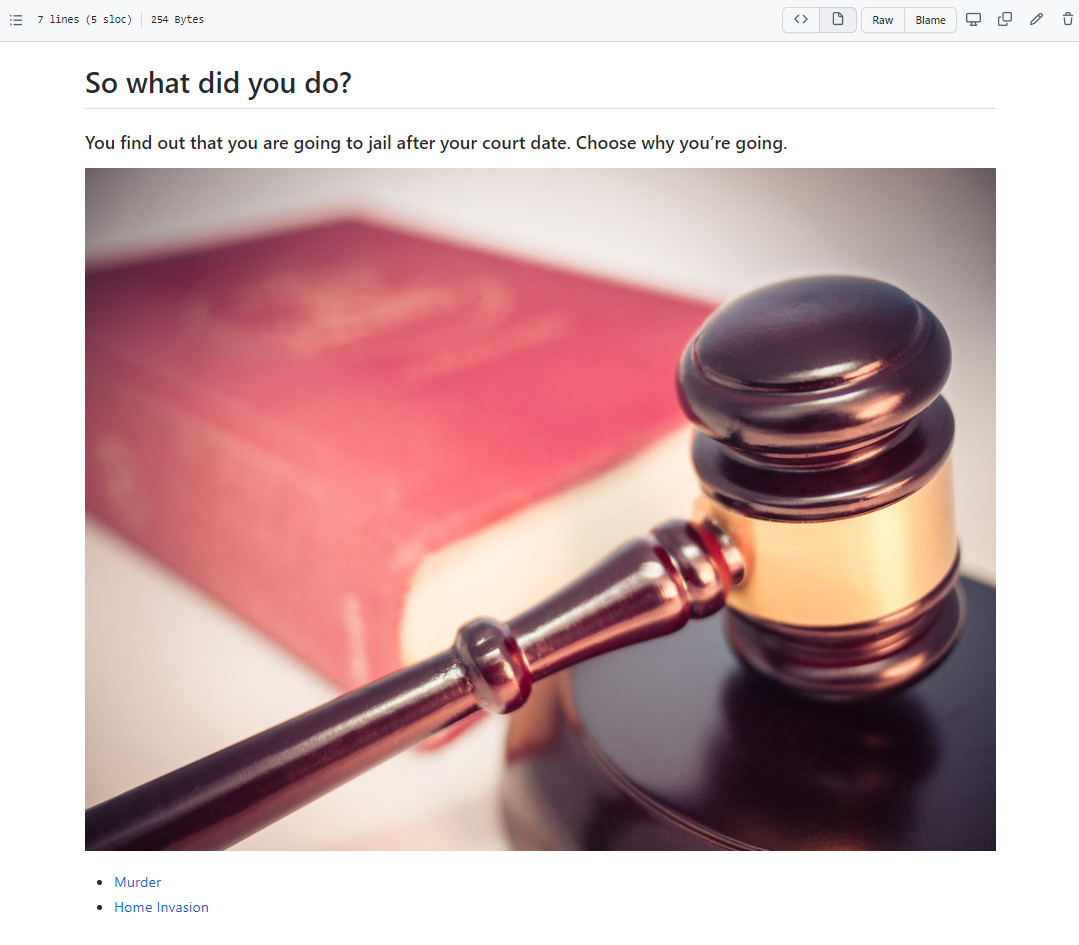 7 lines (5 sloc) 254 Bytes Raw Blame
So what did you do?
You find out that you are going to jail after your court date. Choose why you’re going.
Murder
Home Invasion